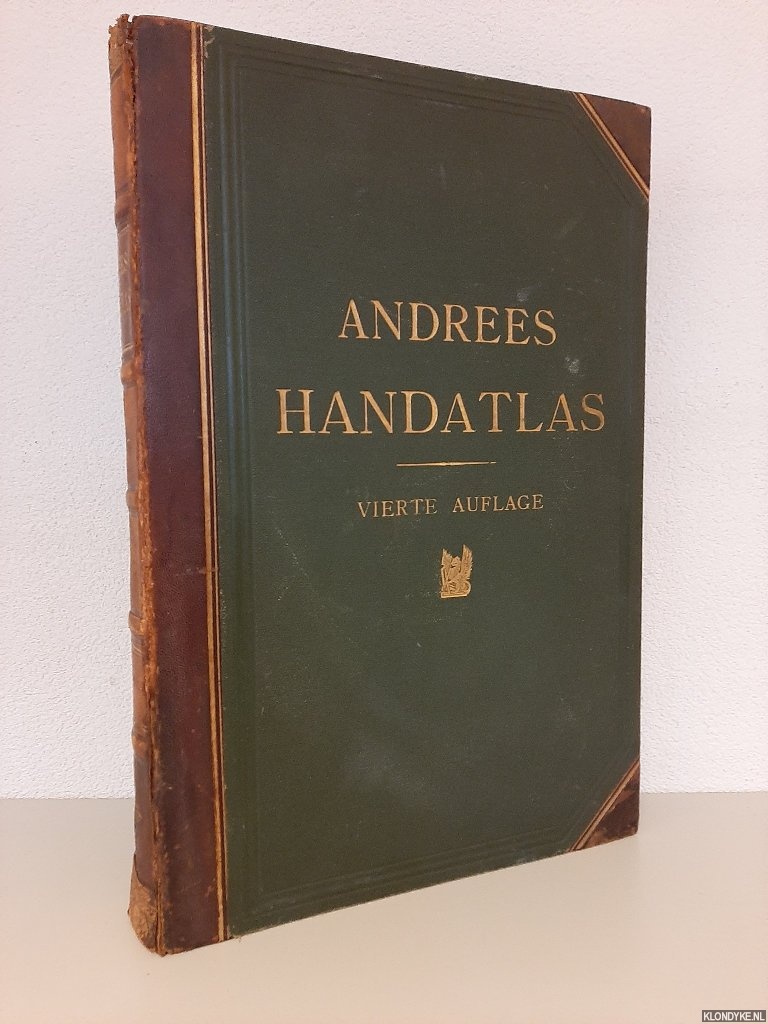 ANDREES
HANDATLAS
VIERTE AUFLAGE
KLONDYKE.NL